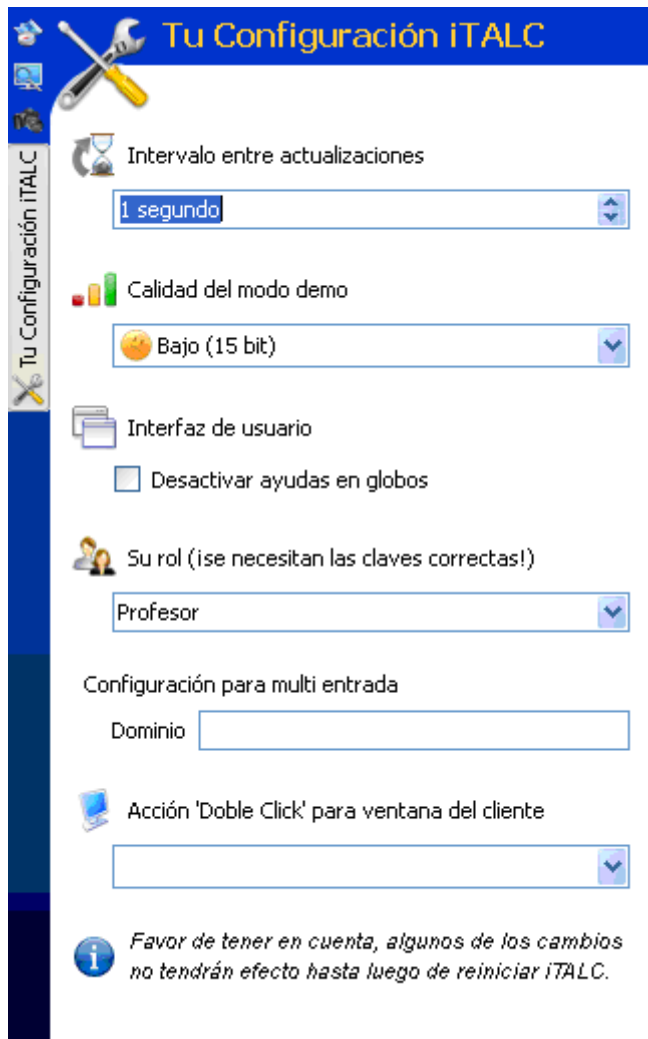 Tu Configuración iTALC
Tu Configuración iTALC
Intervalo entre actualizaciones
1 segundo
Calidad del modo demo
Bajo (15 bit)
Interfaz de usuario
Desactivar ayudas en globos
Su rol (¡se necesitan las claves correctas!)
Profesor
Configuración para multi entrada
Dominio
Acción 'Doble Click' para ventana del cliente
Favor de tener en cuenta, algunos de los cambios
no tendrán efecto hasta luego de reiniciar iTALC.